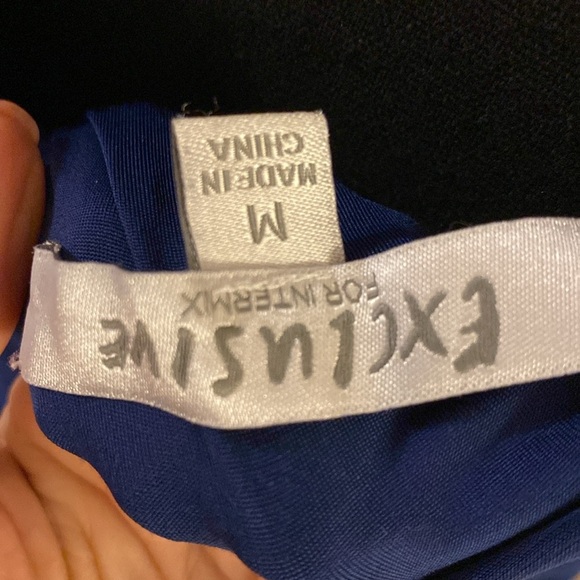 EXCLUSIVE
FOR INTERMIX
M
MADE IN
CHINA